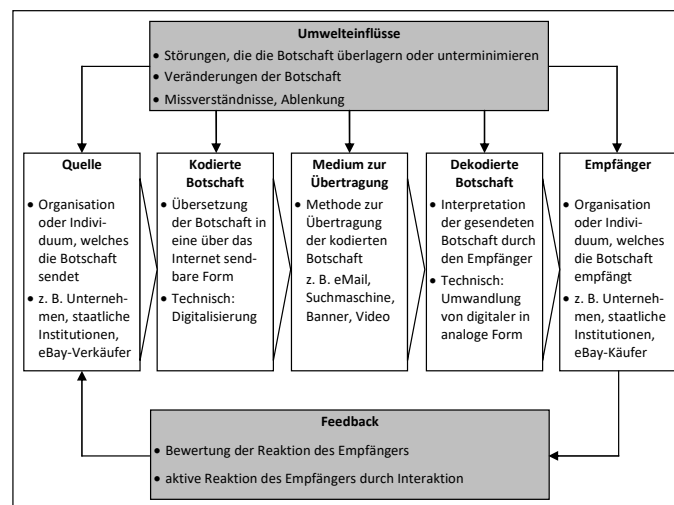 Umwelteinflüsse
• Störungen, die die Botschaft überlagern oder unterminimieren
• Veränderungen der Botschaft
• Missverständnisse, Ablenkung
Quelle
• Organisation
oder Indivi-
duum, welches
die Botschaft
sendet
• z. B. Unterneh-
men, staatliche
Institutionen,
eBay-Verkäufer
Kodierte
Botschaft
• Übersetzung
der Botschaft in
eine über das
Internet send-
bare Form
• Technisch:
Digitalisierung
Medium zur
Übertragung
• Methode zur
Übertragung
der kodierten
Botschaft
z. B. eMail,
Suchmaschine,
Banner, Video
Dekodierte
Botschaft
• Interpretation
der gesendeten
Botschaft durch
den Empfänger
• Technisch:
Umwandlung
von digitaler in
analoge Form
Empfänger
• Organisation
oder Indivi-
duum, welches
die Botschaft
empfängt
• z. B. Unterneh-
men, staatliche
Institutionen,
eBay-Käufer
Feedback
• Bewertung der Reaktion des Empfängers
• aktive Reaktion des Empfängers durch Interaktion